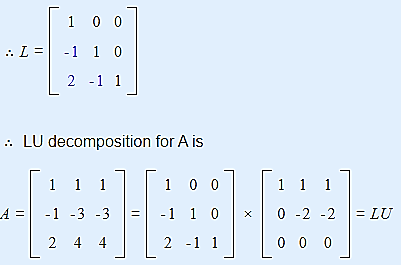 ∴ L = [ 1 0 0
-1 1 0
2 -1 1 ]
∴ LU decomposition for A is
A = [ 1 1 1
-1 -3 -3
2 4 4 ] = [ 1 0 0
-1 1 0
2 -1 1 ] × [ 1 1 1
0 -2 -2
0 0 0 ] = LU